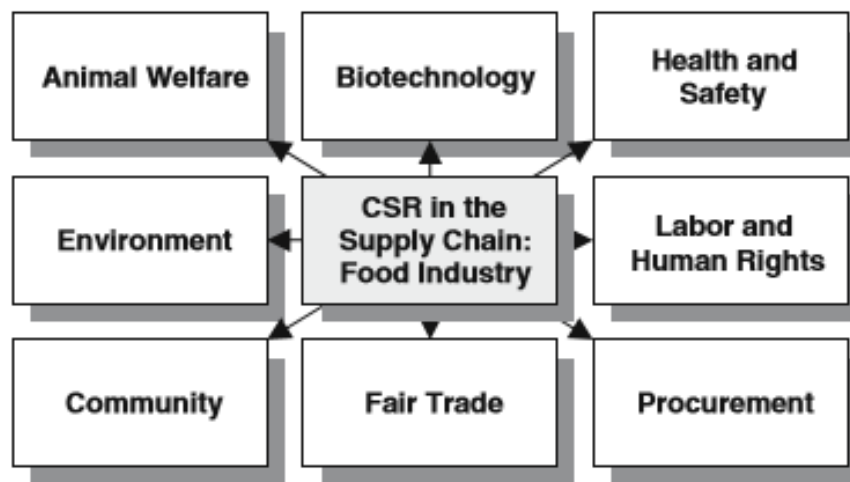 Animal Welfare
Biotechnology
Health and
Safety
Environment
CSR in the
Supply Chain:
Food Industry
Labor and
Human Rights
Community
Fair Trade
Procurement